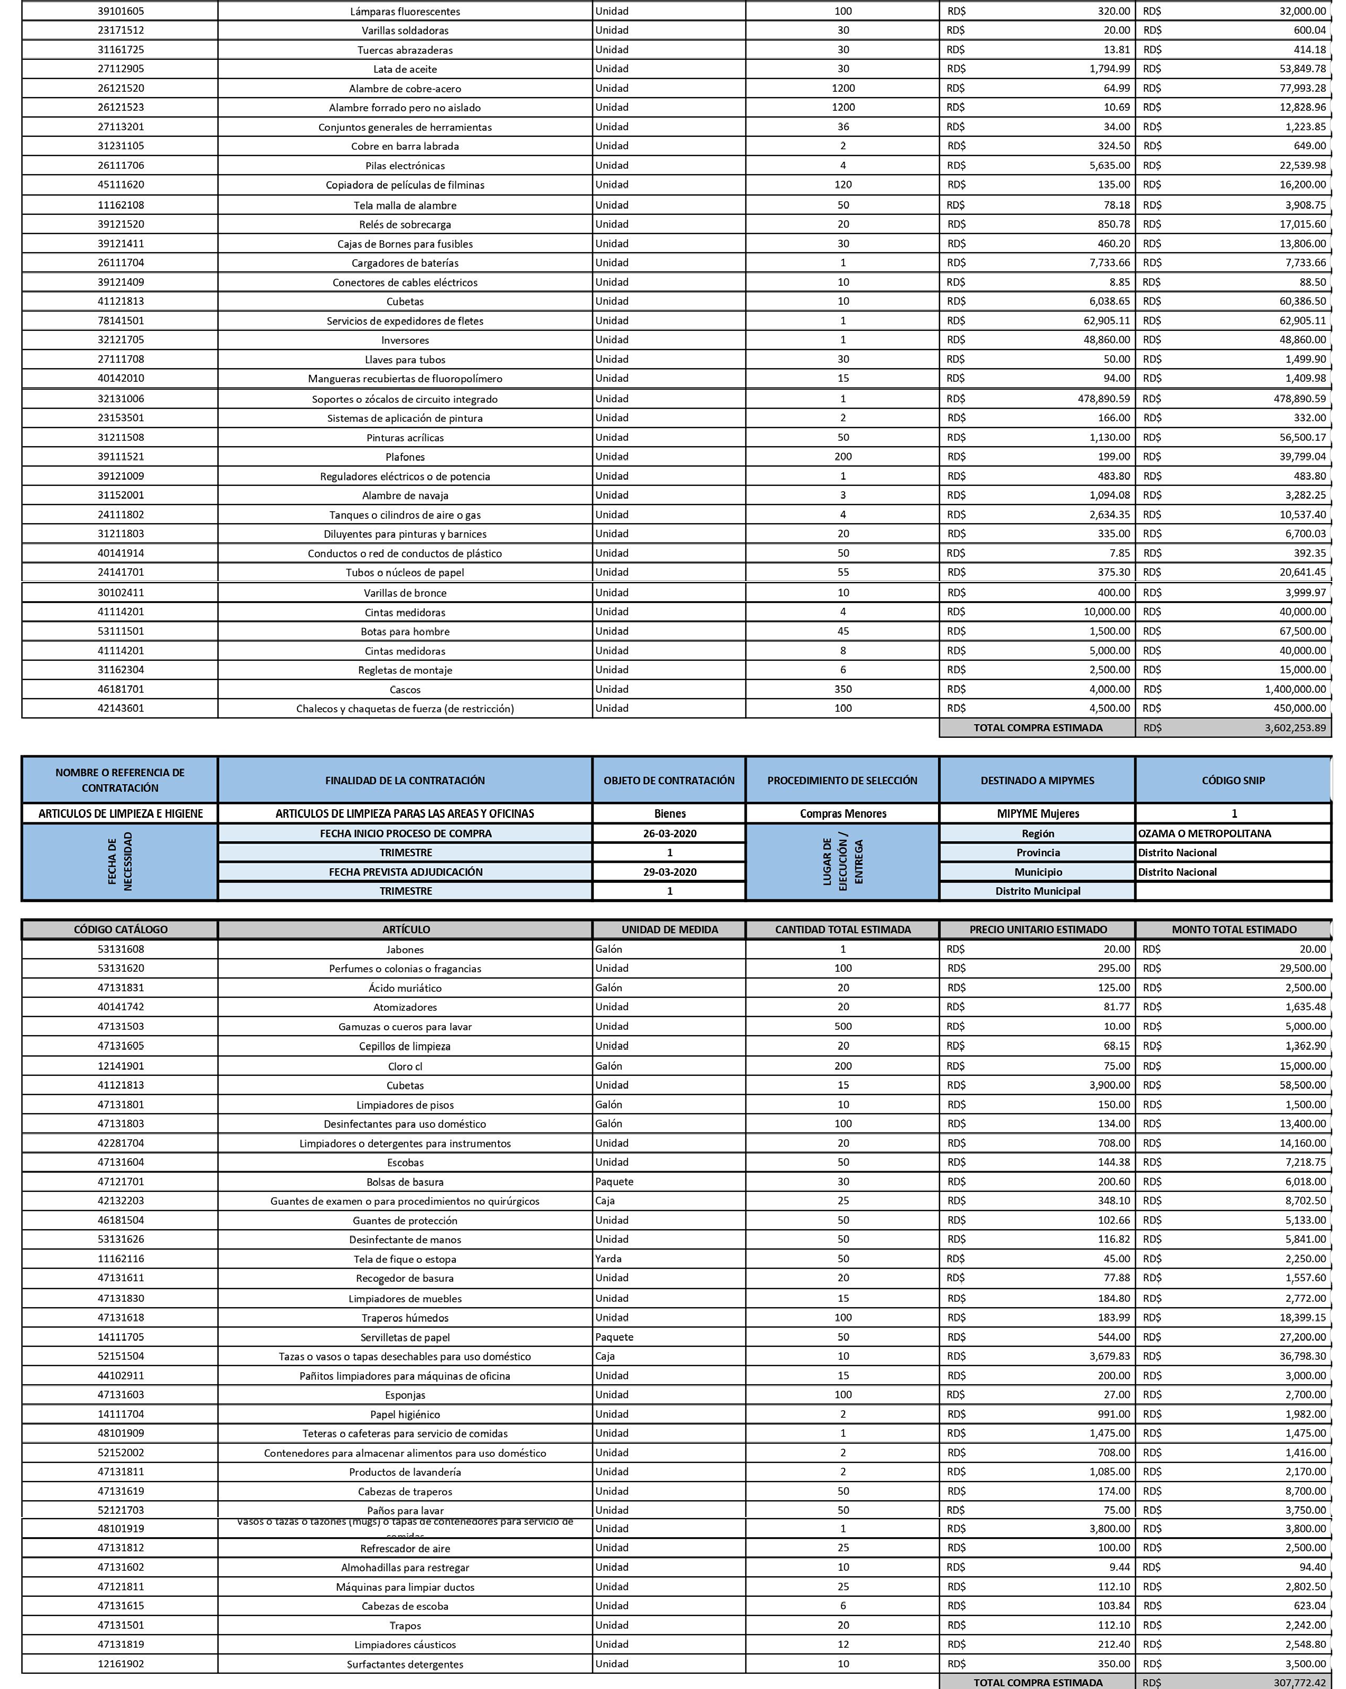 39101605 Lámparas fluorescentes Unidad 100 RD$ 320.00 RD$ 32,000.00
23171512 Varillas soldadoras Unidad 30 RD$ 20.00 RD$ 600.04
31161725 Tuercas abrazaderas Unidad 30 RD$ 13.81 RD$ 414.18
27112905 Lata de aceite Unidad 30 RD$ 1,794.99 RD$ 53,849.78
26121520 Alambre de cobre-acero Unidad 1200 RD$ 64.99 RD$ 77,993.28
26121523 Alambre forrado pero no aislado Unidad 1200 RD$ 10.69 RD$ 12,828.96
27113201 Conjuntos generales de herramientas Unidad 36 RD$ 34.00 RD$ 1,223.85
31231105 Cobre en barra labrada Unidad 2 RD$ 324.50 RD$ 649.00
26111706 Pilas electrónicas Unidad 4 RD$ 5,635.00 RD$ 22,539.98
45111620 Copiadora de películas de filminas Unidad 120 RD$ 135.00 RD$ 16,200.00
11162108 Tela malla de alambre Unidad 50 RD$ 78.18 RD$ 3,908.75
39121520 Relés de sobrecarga Unidad 20 RD$ 850.78 RD$ 17,015.60
39121411 Cajas de Bornes para fusibles Unidad 30 RD$ 460.20 RD$ 13,806.00
26111704 Cargadores de baterías Unidad 1 RD$ 7,733.66 RD$ 7,733.66
39121409 Conectores de cables eléctricos Unidad 10 RD$ 8.85 RD$ 88.50
41121813 Cubetas Unidad 10 RD$ 6,038.65 RD$ 60,386.50
78141501 Servicios de expedidores de fletes Unidad 1 RD$ 62,905.11 RD$ 62,905.11
32121705 Inversores Unidad 1 RD$ 48,860.00 RD$ 48,860.00
27111708 Llaves para tubos Unidad 30 RD$ 50.00 RD$ 1,499.90
40142010 Mangueras recubiertas de fluoropolímero Unidad 15 RD$ 94.00 RD$ 1,409.98
32131006 Soportes o zócalos de circuito integrado Unidad 1 RD$ 478,890.59 RD$ 478,890.59
23153501 Sistemas de aplicación de pintura Unidad 2 RD$ 166.00 RD$ 332.00
31211508 Pinturas acrílicas Unidad 50 RD$ 1,130.00 RD$ 56,500.17
39111521 Plafones Unidad 200 RD$ 199.00 RD$ 39,799.04
39121009 Reguladores eléctricos o de potencia Unidad 1 RD$ 483.80 RD$ 483.80
31152001 Alambre de navaja Unidad 3 RD$ 1,094.08 RD$ 3,282.25
24111802 Tanques o cilindros de aire o gas Unidad 4 RD$ 2,634.35 RD$ 10,537.40
31211803 Diluyentes para pinturas y barnices Unidad 20 RD$ 335.00 RD$ 6,700.03
40141914 Conductos o red de conductos de plástico Unidad 50 RD$ 7.85 RD$ 392.35
24141701 Tubos o núcleos de papel Unidad 55 RD$ 375.30 RD$ 20,641.45
30102411 Varillas de bronce Unidad 10 RD$ 400.00 RD$ 3,999.97
41114201 Cintas medidoras Unidad 4 RD$ 10,000.00 RD$ 40,000.00
53111501 Botas para hombre Unidad 45 RD$ 1,500.00 RD$ 67,500.00
41114201 Cintas medidoras Unidad 8 RD$ 5,000.00 RD$ 40,000.00
31162304 Regletas de montaje Unidad 6 RD$ 2,500.00 RD$ 15,000.00
46181701 Cascos Unidad 350 RD$ 4,000.00 RD$ 1,400,000.00
42143601 Chalecos y chaquetas de fuerza (de restricción) Unidad 100 RD$ 4,500.00 RD$ 450,000.00
TOTAL COMPRA ESTIMADA RD$ 3,602,253.89
NOMBRE O REFERENCIA DE CONTRATACIÓN FINALIDAD DE LA CONTRATACIÓN OBJETO DE CONTRATACIÓN PROCEDIMIENTO DE SELECCIÓN DESTINADO A MIPYMES CÓDIGO SNIP
ARTICULOS DE LIMPIEZA E HIGIENE ARTICULOS DE LIMPIEZA PARAS LAS AREAS Y OFICINAS Bienes Compras Menores MIPYME Mujeres 1
FECHA DE NECESSIDAD FECHA INICIO PROCESO DE COMPRA 26-03-2020 LUGAR DE EJECUCIÓN / ENTREGA Región OZAMA O METROPOLITANA
TRIMESTRE 1 Provincia Distrito Nacional
FECHA PREVISTA ADJUDICACIÓN 29-03-2020 Municipio Distrito Nacional
TRIMESTRE 1 Distrito Municipal
CÓDIGO CATÁLOGO ARTÍCULO UNIDAD DE MEDIDA CANTIDAD TOTAL ESTIMADA PRECIO UNITARIO ESTIMADO MONTO TOTAL ESTIMADO
53131608 Jabones Galón 1 RD$ 20.00 RD$ 20.00
53131620 Perfumes o colonias o fragancias Unidad 100 RD$ 295.00 RD$ 29,500.00
47131831 Ácido muriático Galón 20 RD$ 125.00 RD$ 2,500.00
40141742 Atomizadores Unidad 20 RD$ 81.77 RD$ 1,635.48
47131503 Gamuzas o cueros para lavar Unidad 500 RD$ 10.00 RD$ 5,000.00
47131605 Cepillos de limpieza Unidad 20 RD$ 68.15 RD$ 1,362.90
12141901 Cloro cl Galón 200 RD$ 75.00 RD$ 15,000.00
41121813 Cubetas Unidad 15 RD$ 3,900.00 RD$ 58,500.00
47131801 Limpiadores de pisos Galón 10 RD$ 150.00 RD$ 1,500.00
47131803 Desinfectantes para uso doméstico Galón 100 RD$ 134.00 RD$ 13,400.00
42281704 Limpiadores o detergentes para instrumentos Unidad 20 RD$ 708.00 RD$ 14,160.00
47131604 Escobas Unidad 50 RD$ 144.38 RD$ 7,218.75
47121701 Bolsas de basura Paquete 30 RD$ 200.60 RD$ 6,018.00
42132203 Guantes de examen o para procedimientos no quirúrgicos Caja 25 RD$ 348.10 RD$ 8,702.50
46181504 Guantes de protección Unidad 50 RD$ 102.66 RD$ 5,133.00
53131626 Desinfectante de manos Unidad 50 RD$ 116.82 RD$ 5,841.00
11162116 Tela de fique o estopa Yarda 50 RD$ 45.00 RD$ 2,250.00
47131611 Recogedor de basura Unidad 20 RD$ 77.88 RD$ 1,557.60
47131830 Limpiadores de muebles Unidad 15 RD$ 184.80 RD$ 2,772.00
47131618 Traperos húmedos Unidad 100 RD$ 183.99 RD$ 18,399.15
14111705 Servilletas de papel Paquete 50 RD$ 544.00 RD$ 27,200.00
52151504 Tazas o vasos o tapas desechables para uso doméstico Caja 10 RD$ 3,679.83 RD$ 36,798.30
44102911 Pañitos limpiadores para máquinas de oficina Unidad 15 RD$ 200.00 RD$ 3,000.00
47131603 Esponjas Unidad 100 RD$ 27.00 RD$ 2,700.00
14111704 Papel higiénico Unidad 2 RD$ 991.00 RD$ 1,982.00
48101909 Teteras o cafeteras para servicio de comidas Unidad 1 RD$ 1,475.00 RD$ 1,475.00
52152002 Contenedores para almacenar alimentos para uso doméstico Unidad 2 RD$ 708.00 RD$ 1,416.00
47131811 Productos de lavandería Unidad 2 RD$ 1,085.00 RD$ 2,170.00
47131619 Cabezas de traperos Unidad 50 RD$ 174.00 RD$ 8,700.00
52121703 Paños para lavar Unidad 50 RD$ 75.00 RD$ 3,750.00
48101919 Vasos o tazas o tazones (mugs) o tapas de contenedores para servicio de comidas Unidad 1 RD$ 3,800.00 RD$ 3,800.00
47131812 Refrescador de aire Unidad 25 RD$ 100.00 RD$ 2,500.00
47131602 Almohadillas para restregar Unidad 10 RD$ 9.44 RD$ 94.40
47121811 Máquinas para limpiar ductos Unidad 25 RD$ 112.10 RD$ 2,802.50
47131615 Cabezas de escoba Unidad 6 RD$ 103.84 RD$ 623.04
47131501 Trapos Unidad 20 RD$ 112.10 RD$ 2,242.00
47131819 Limpiadores cáusticos Unidad 12 RD$ 212.40 RD$ 2,548.80
12161902 Surfactantes detergentes Unidad 10 RD$ 350.00 RD$ 3,500.00
TOTAL COMPRA ESTIMADA RD$ 307,772.42